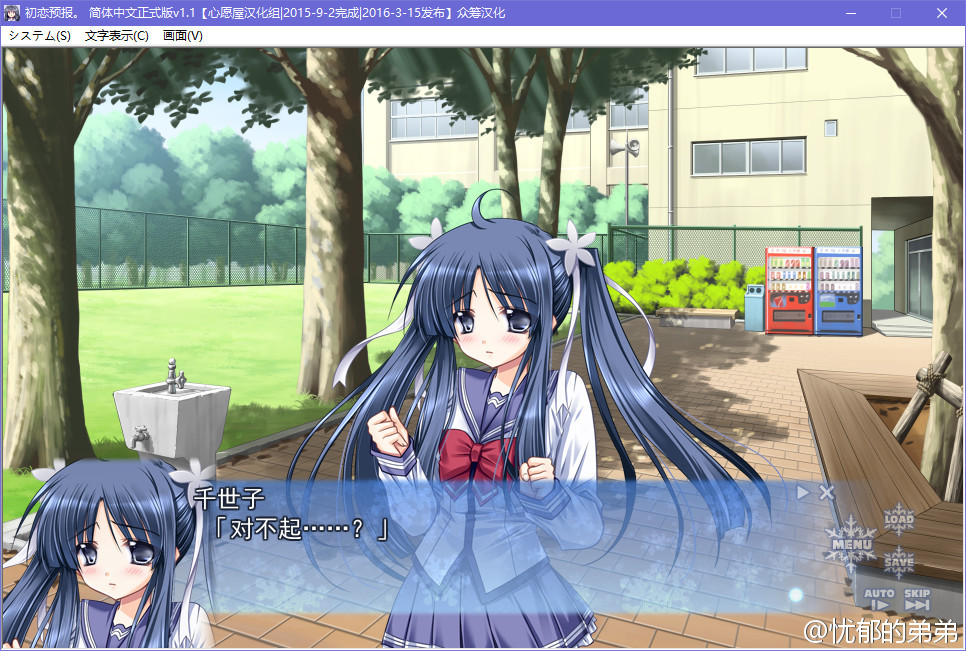 初恋预报。 简体中文正式版v1.1【心愿屋汉化组|2015-9-2完成|2016-3-15发布】众筹汉化
システム(S) 文字表示(C) 画面(V)
千世子
「对不起……？」
LOAD
MENU
SAVE
AUTO SKIP
@忧郁的弟弟